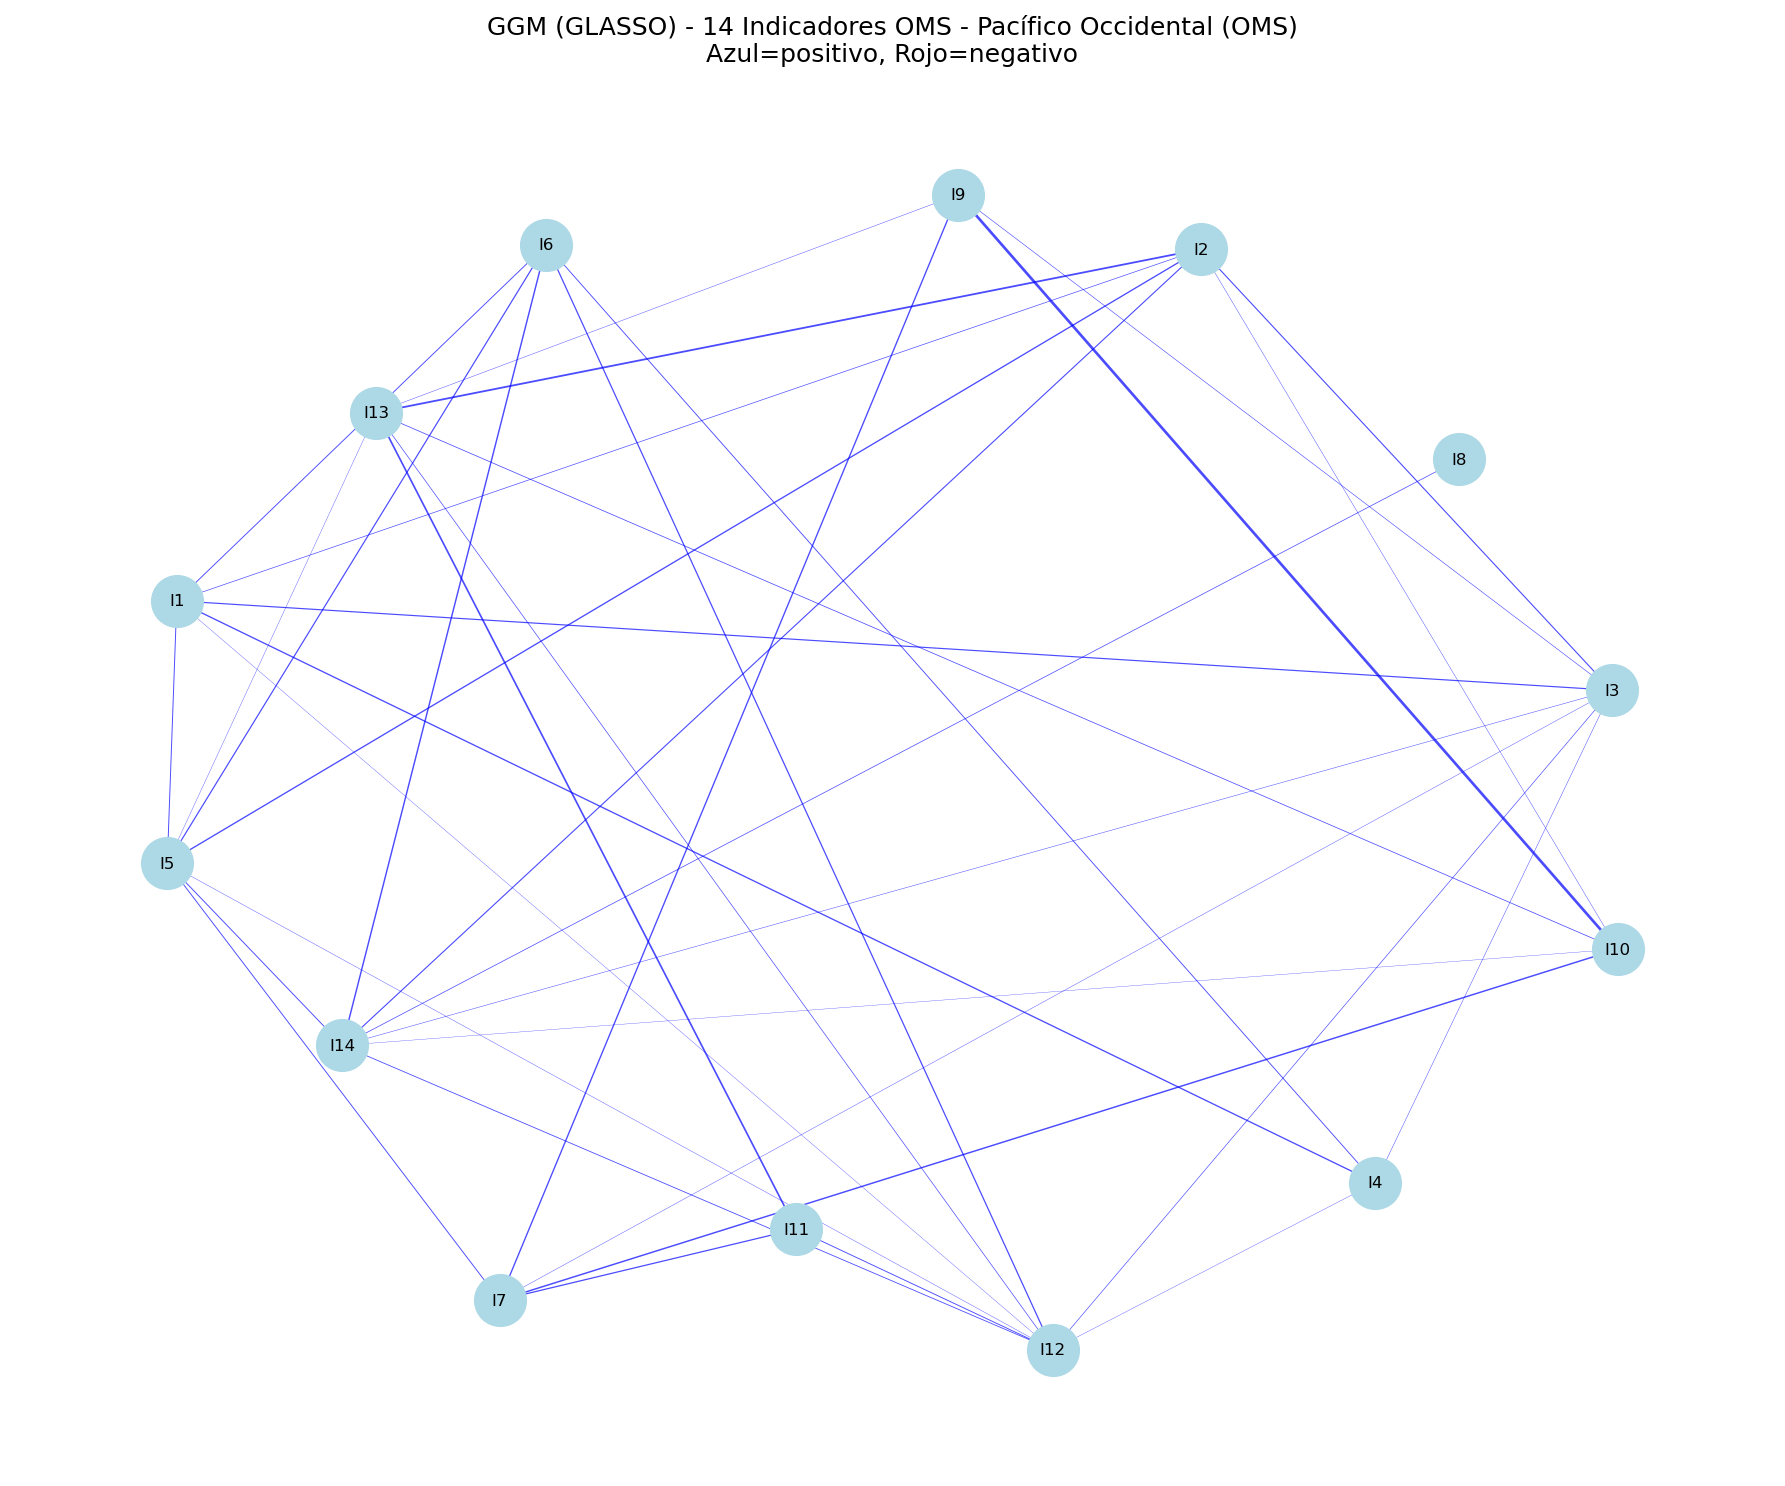 GGM (GLASSO) - 14 Indicadores OMS - Pacífico Occidental (OMS)
Azul=positivo, Rojo=negativo
I9
I6
I2
I13
I8
I1
I3
I5
I10
I14
I4
I11
I7
I12